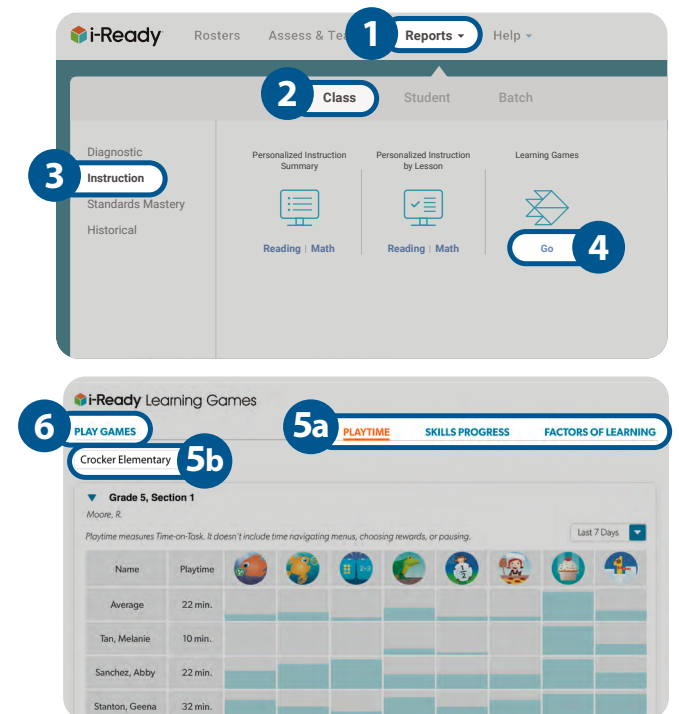 i-Ready Rosters Assess & Te 1 Reports Help
2 Class Student Batch
Diagnostic
3 Instruction
Standards Mastery
Historical
Personalized Instruction Summary
Reading | Math
Personalized Instruction by Lesson
Reading | Math
Learning Games
Go 4
i-Ready Learning Games
6 PLAY GAMES 5a PLAYTIME SKILLS PROGRESS FACTORS OF LEARNING
Crocker Elementary 5b
Grade 5, Section 1
Moore, R.
Playtime measures Time-on-Task. It doesn't include time navigating menus, choosing rewards, or pausing. Last 7 Days
Name Playtime
Average 22 min.
Tan, Melanie 10 min.
Sanchez, Abby 22 min.
Stanton, Geena 32 min.